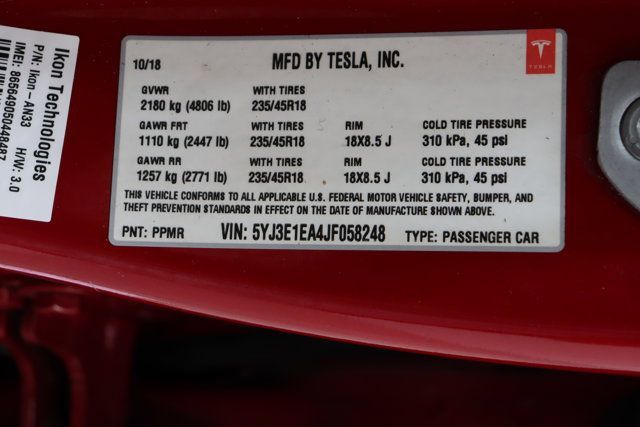 Ikon Technologies
P/N: Ikon-AN33
IMEI: 865649050448487
H/W: 3.0
10/18
MFD BY TESLA, INC.
TESLA
GVWR WITH TIRES
2180 kg (4806 lb) 235/45R18
GAWR FRT WITH TIRES RIM COLD TIRE PRESSURE
1110 kg (2447 lb) 235/45R18 18X8.5 J 310 kPa, 45 psi
GAWR RR WITH TIRES RIM COLD TIRE PRESSURE
1257 kg (2771 lb) 235/45R18 18X8.5 J 310 kPa, 45 psi
THIS VEHICLE CONFORMS TO ALL APPLICABLE U.S. FEDERAL MOTOR VEHICLE SAFETY, BUMPER, AND
THEFT PREVENTION STANDARDS IN EFFECT ON THE DATE OF MANUFACTURE SHOWN ABOVE.
PNT: PPMR VIN: 5YJ3E1EA4JF058248 TYPE: PASSENGER CAR